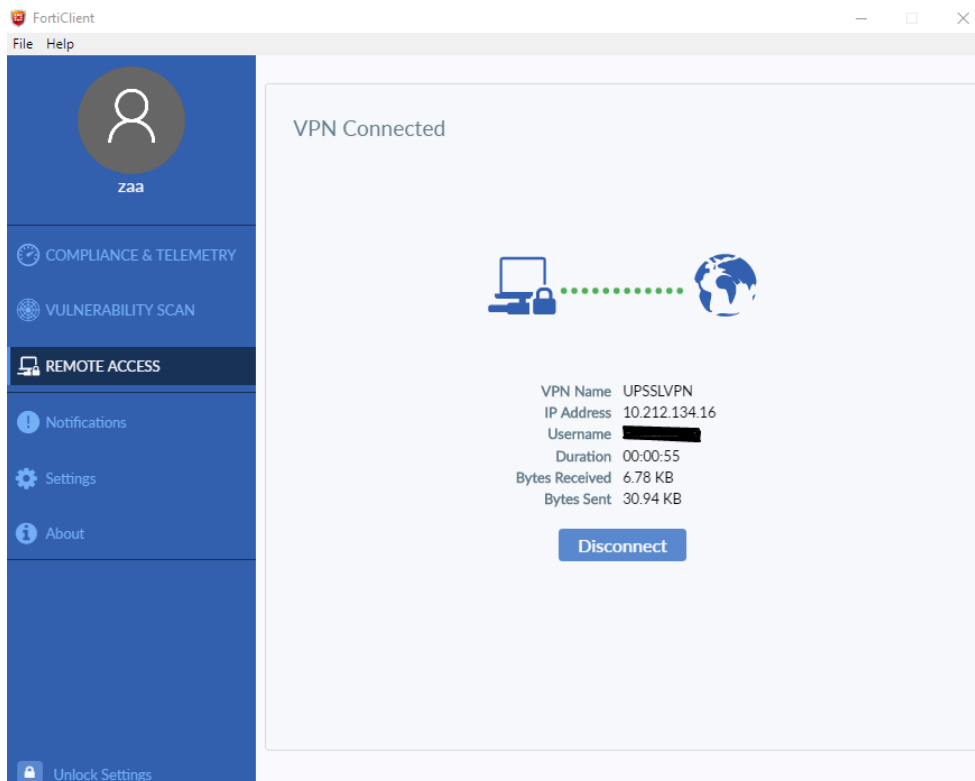 FortiClient
File Help
zaa
COMPLIANCE & TELEMETRY
VULNERABILITY SCAN
REMOTE ACCESS
Notifications
Settings
About
Unlock Settings
VPN Connected
VPN Name UPSSLVPN
IP Address 10.212.134.16
Username
Duration 00:00:55
Bytes Received 6.78 KB
Bytes Sent 30.94 KB
Disconnect